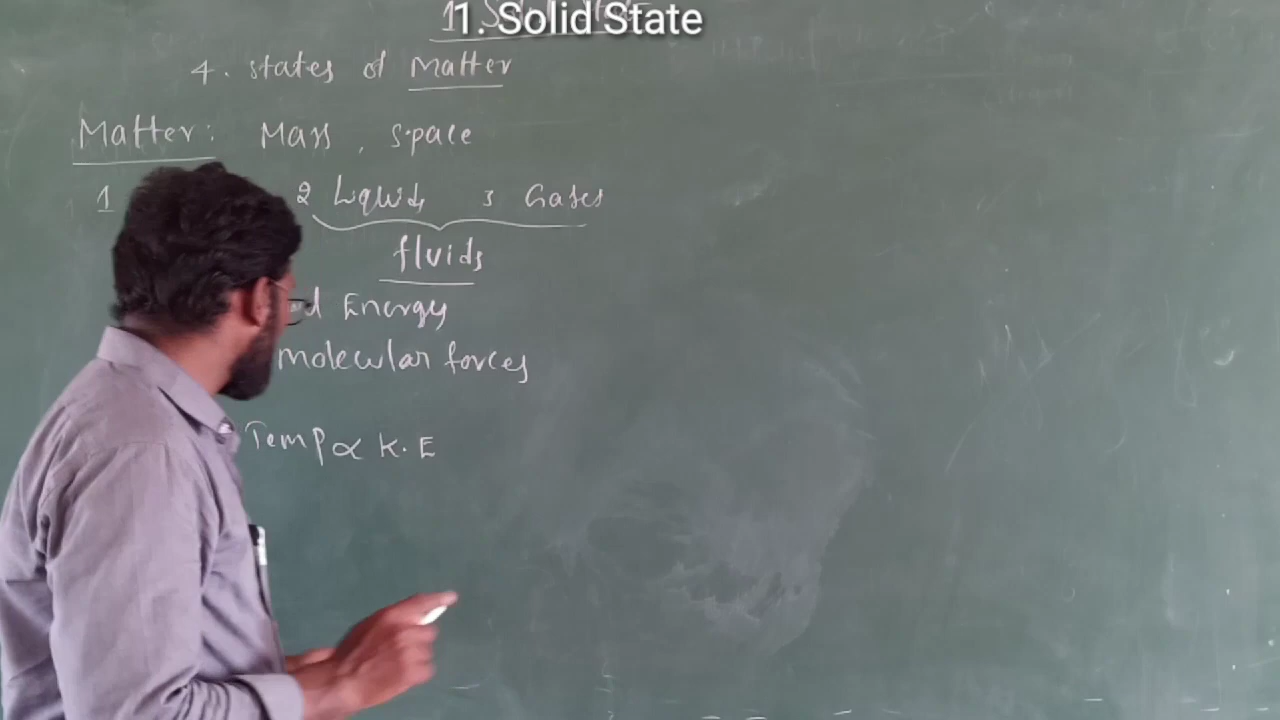 1. Solid State
4. states of Matter
Matter: Mass, space
1 2 Liquids 3 Gases
fluids
Energy
molecular forces
Temp ∝ K.E